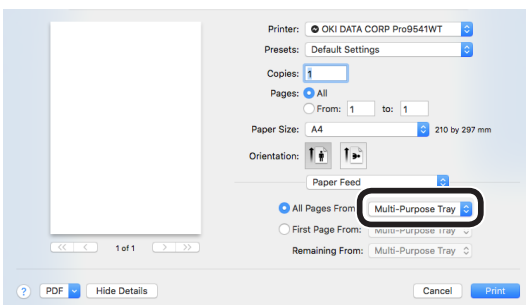 Printer: OKI DATA CORP Pro9541WT
Presets: Default Settings
Copies: 1
Pages: All
From: 1 to: 1
Paper Size: A4 210 by 297 mm
Orientation:
Paper Feed
All Pages From: Multi-Purpose Tray
First Page From: Multi-Purpose Tray
Remaining From: Multi-Purpose Tray
<< < 1 of 1 > >>
? PDF Hide Details Cancel Print